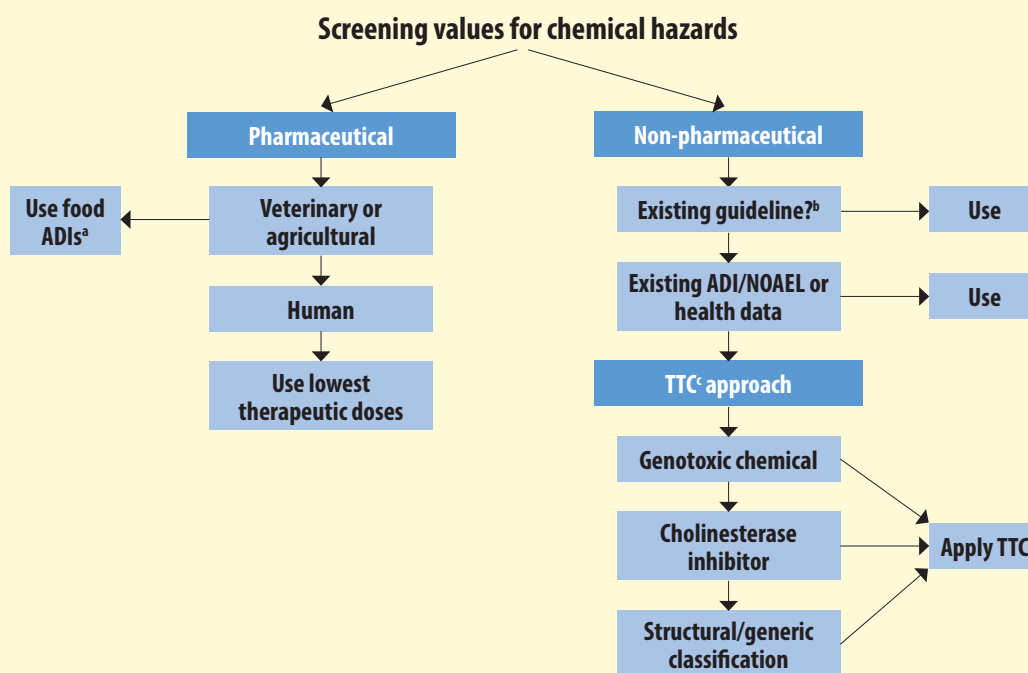 Screening values for chemical hazards
Pharmaceutical
Use food
ADIsᵃ
Veterinary or
agricultural
Human
Use lowest
therapeutic doses
Non-pharmaceutical
Existing guideline?ᵇ
Use
Existing ADI/NOAEL or
health data
Use
TTCᶜ approach
Genotoxic chemical
Cholinesterase
inhibitor
Apply TTC
Structural/generic
classification